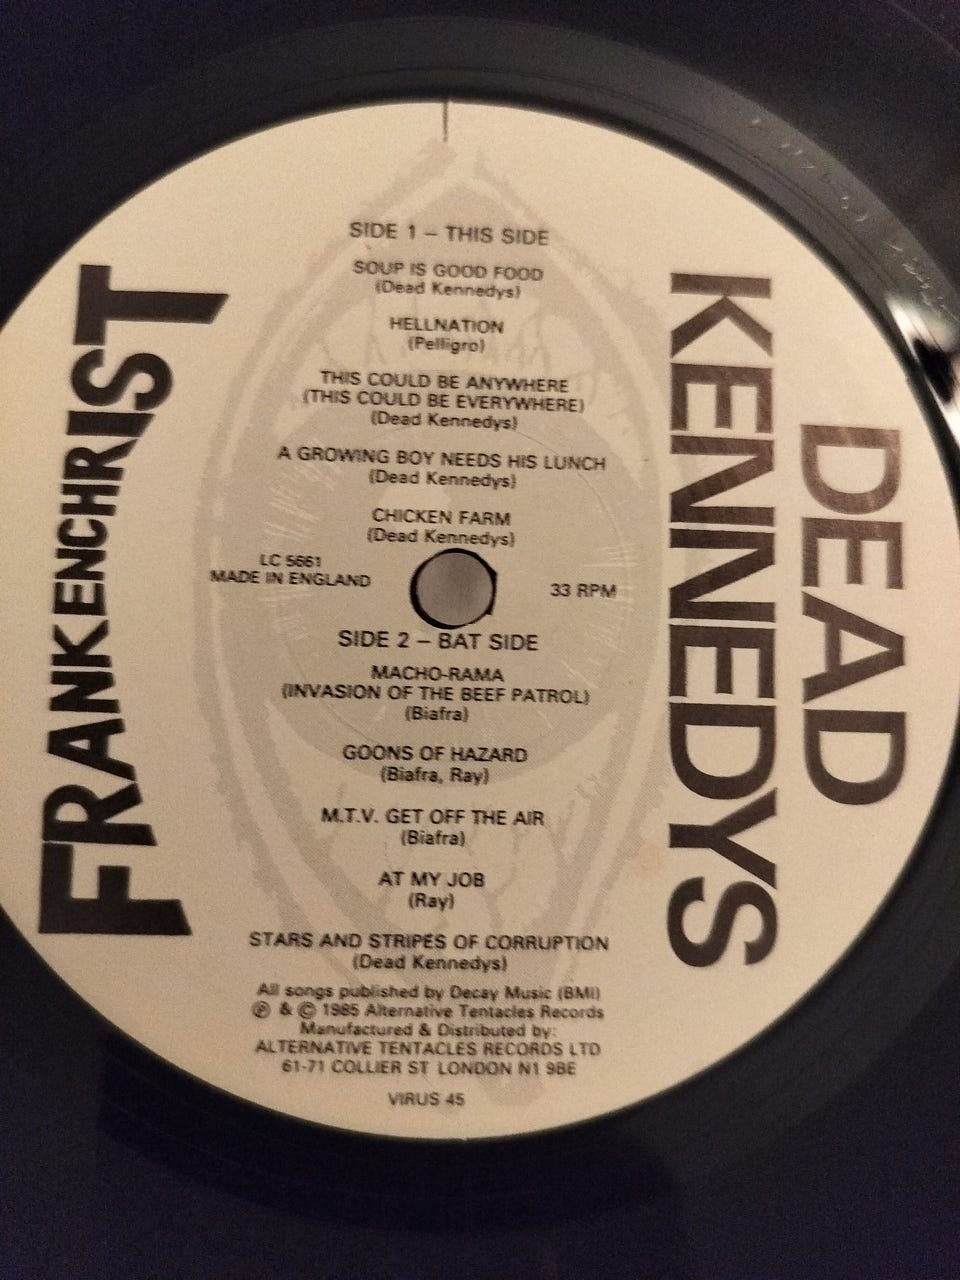 FRANKENCHRIST
DEAD
KENNEDYS
SIDE 1 – THIS SIDE
SOUP IS GOOD FOOD
(Dead Kennedys)
HELLNATION
(Pelligro)
THIS COULD BE ANYWHERE
(THIS COULD BE EVERYWHERE)
(Dead Kennedys)
A GROWING BOY NEEDS HIS LUNCH
(Dead Kennedys)
CHICKEN FARM
(Dead Kennedys)
LC 5661
MADE IN ENGLAND
33 RPM
SIDE 2 – BAT SIDE
MACHO-RAMA
(INVASION OF THE BEEF PATROL)
(Biafra)
GOONS OF HAZARD
(Biafra, Ray)
M.T.V. GET OFF THE AIR
(Biafra)
AT MY JOB
(Ray)
STARS AND STRIPES OF CORRUPTION
(Dead Kennedys)
All songs published by Decay Music (BMI)
℗ & © 1985 Alternative Tentacles Records
Manufactured & Distributed by:
ALTERNATIVE TENTACLES RECORDS LTD
61-71 COLLIER ST LONDON N1 9BE
VIRUS 45